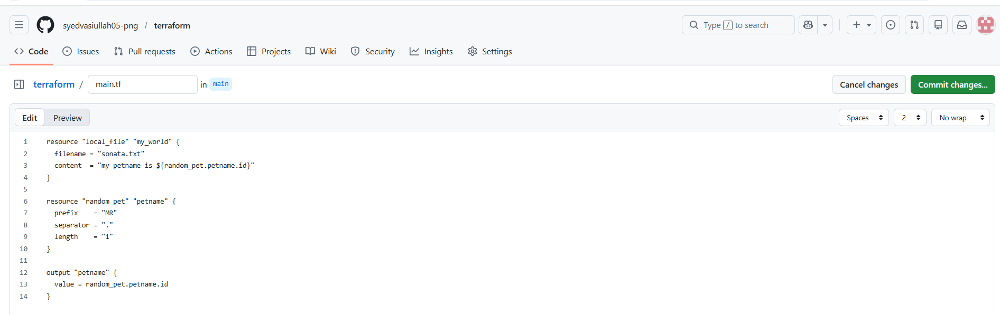 syedvasiullah05-png / terraform
Type / to search
Code Issues Pull requests Actions Projects Wiki Security Insights Settings
terraform / main.tf in main
Cancel changes Commit changes...
Edit Preview
Spaces 2 No wrap
1 resource "local_file" "my_world" {
2   filename = "sonata.txt"
3   content  = "my petname is ${random_pet.petname.id}"
4 }
5
6 resource "random_pet" "petname" {
7   prefix    = "MR"
8   separator = "."
9   length    = "1"
10 }
11
12 output "petname" {
13   value = random_pet.petname.id
14 }